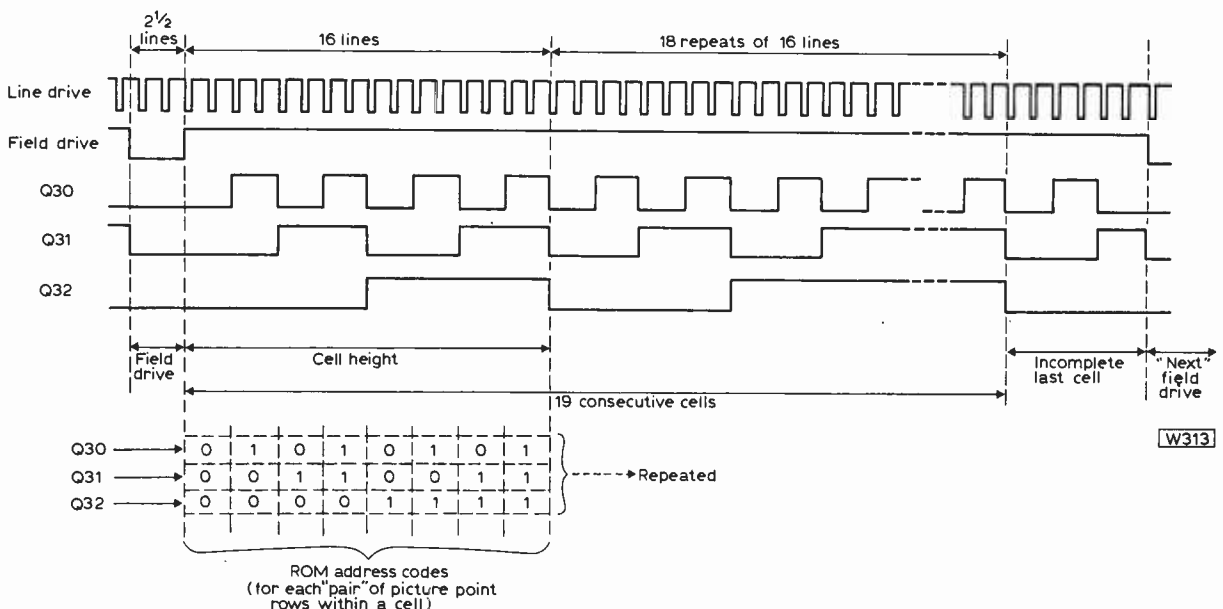 2½
lines
16 lines
18 repeats of 16 lines
Line drive
Field drive
Q30
Q31
Q32
Field
drive
Cell height
Incomplete
last cell
"Next"
field
drive
19 consecutive cells
W313
Q30 0 1 0 1 0 1 0 1
Q31 0 0 1 1 0 0 1 1
Q32 0 0 0 0 1 1 1 1
Repeated
ROM address codes
(for each "pair" of picture point
rows within a cell)